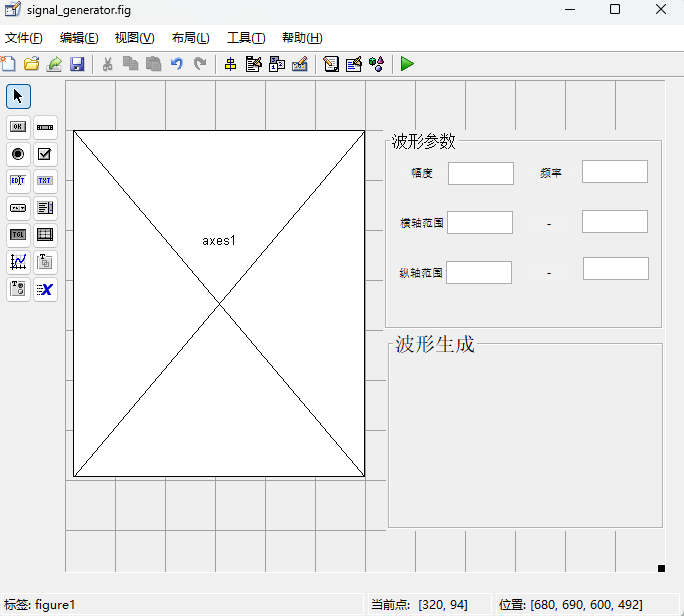 signal_generator.fig
文件(F) 编辑(E) 视图(V) 布局(L) 工具(T) 帮助(H)
OK
EDIT TXT
TGL
axes1
波形参数
幅度 频率
横轴范围 -
纵轴范围 -
波形生成
标签: figure1 当前点: [320, 94] 位置: [680, 690, 600, 492]